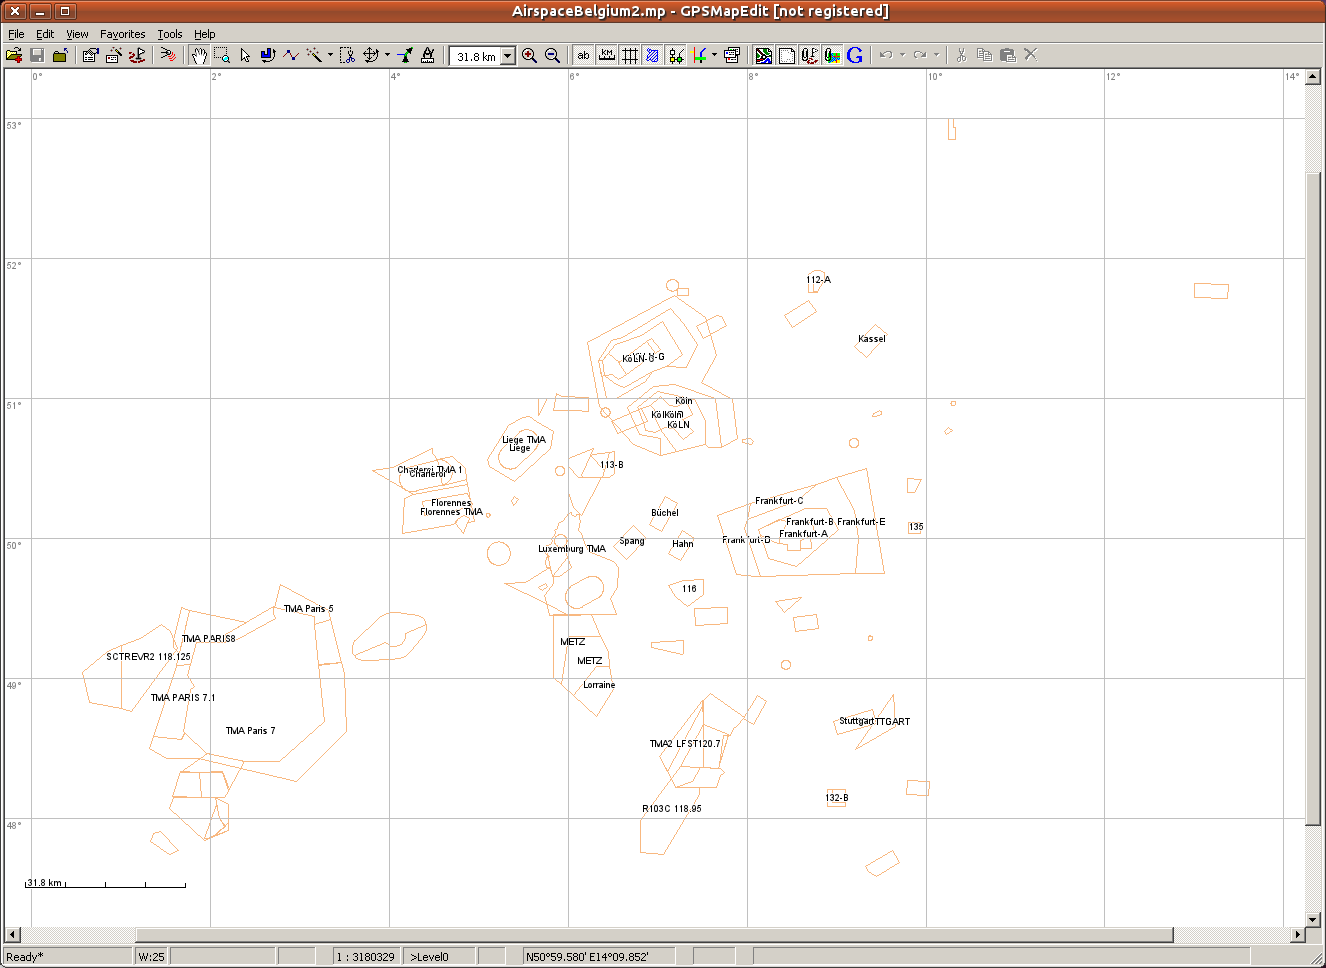 AirspaceBelgium2.mp - GPSMapEdit [not registered]
File Edit View Favorites Tools Help
31.8 km ab KM G
0° 2° 4° 6° 8° 10° 12° 14°
53°
52°
112-A
Kassel
KöLN-G
51°
Köln
Köln
KöLN
Liege TMA
Liege
113-B
Charleroi TMA 1
Charleroi
Florennes
Florennes TMA
Büchel
Frankfurt-C
Frankfurt-B
Frankfurt-E
Frankfurt-A
Frankfurt-D
135
50°
Luxemburg TMA
Spang
Hahn
116
TMA Paris 5
TMA PARIS8
METZ
SCTREVR2 118.125
METZ
49°
Lorraine
TMA PARIS 7.1
TMA Paris 7
Stuttgart
TTGART
TMA2 LFST120.7
132-B
R103C 118.95
48°
31.8 km
Ready* W:25 1 : 3180329 >Level0 N50°59.580' E14°09.852'